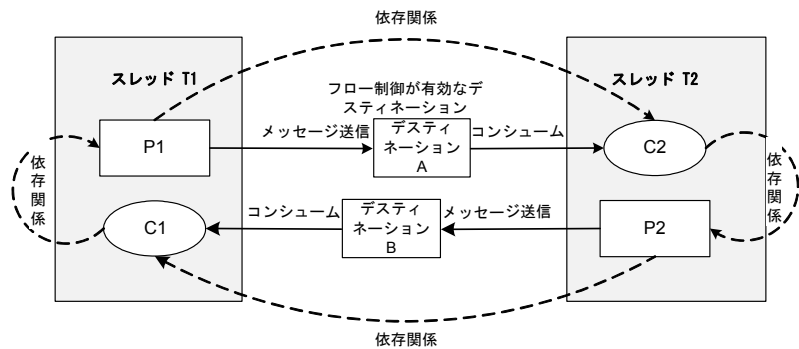 依存関係
スレッド T1
スレッド T2
フロー制御が有効なデ
スティネーション
P1
メッセージ送信
デスティ
ネーション
A
コンシューム
C2
依
存
関
係
依
存
関
係
C1
コンシューム
デスティ
ネーション
B
メッセージ送信
P2
依存関係